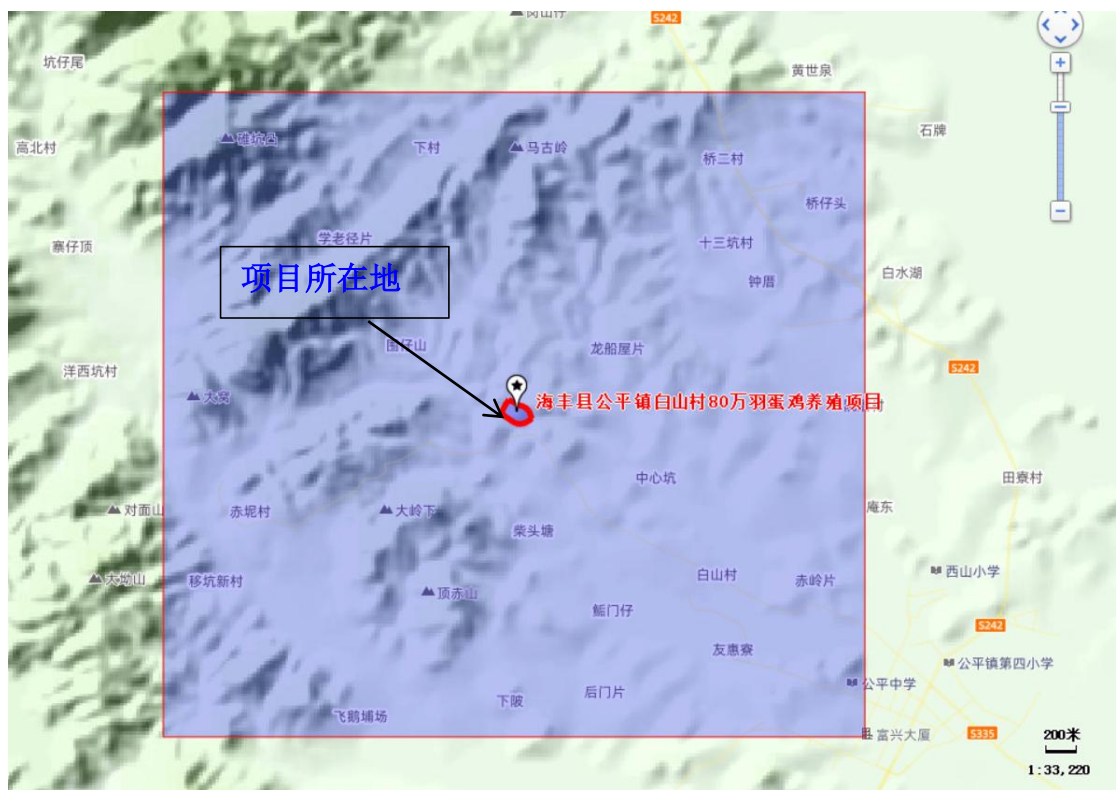 岗山仔
S242
坑仔尾
黄世泉
高北村
碓坑凸
下村
马古岭
桥二村
石牌
桥仔头
寨仔顶
学老径片
十三坑村
项目所在地
钟厝
白水湖
围仔山
龙船屋片
洋西坑村
S242
大窝
海丰县公平镇白山村80万羽蛋鸡养殖项目
中心坑
田寮村
对面山
赤坭村
大岭下
庵东
柴头塘
大坳山
移坑新村
顶赤山
白山村
赤岭片
西山小学
鮜门仔
S242
友惠寮
公平镇第四小学
下陂
后门片
公平中学
飞鹅埔场
富兴大厦
S335
200米
1:33,220